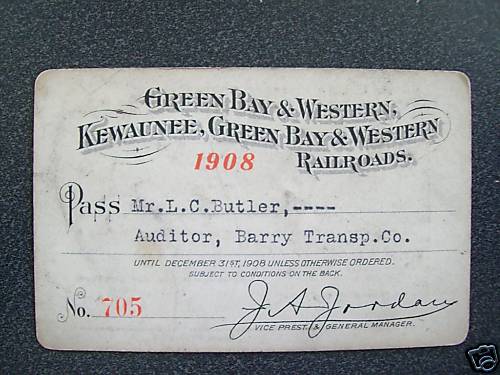 GREEN BAY & WESTERN,
KEWAUNEE, GREEN BAY & WESTERN
1908 RAILROADS.
Pass Mr.L.C.Butler,----
Auditor, Barry Transp.Co.
UNTIL DECEMBER 31ST, 1908 UNLESS OTHERWISE ORDERED.
SUBJECT TO CONDITIONS ON THE BACK.
No. 705 J A Jordan
VICE PREST. & GENERAL MANAGER.